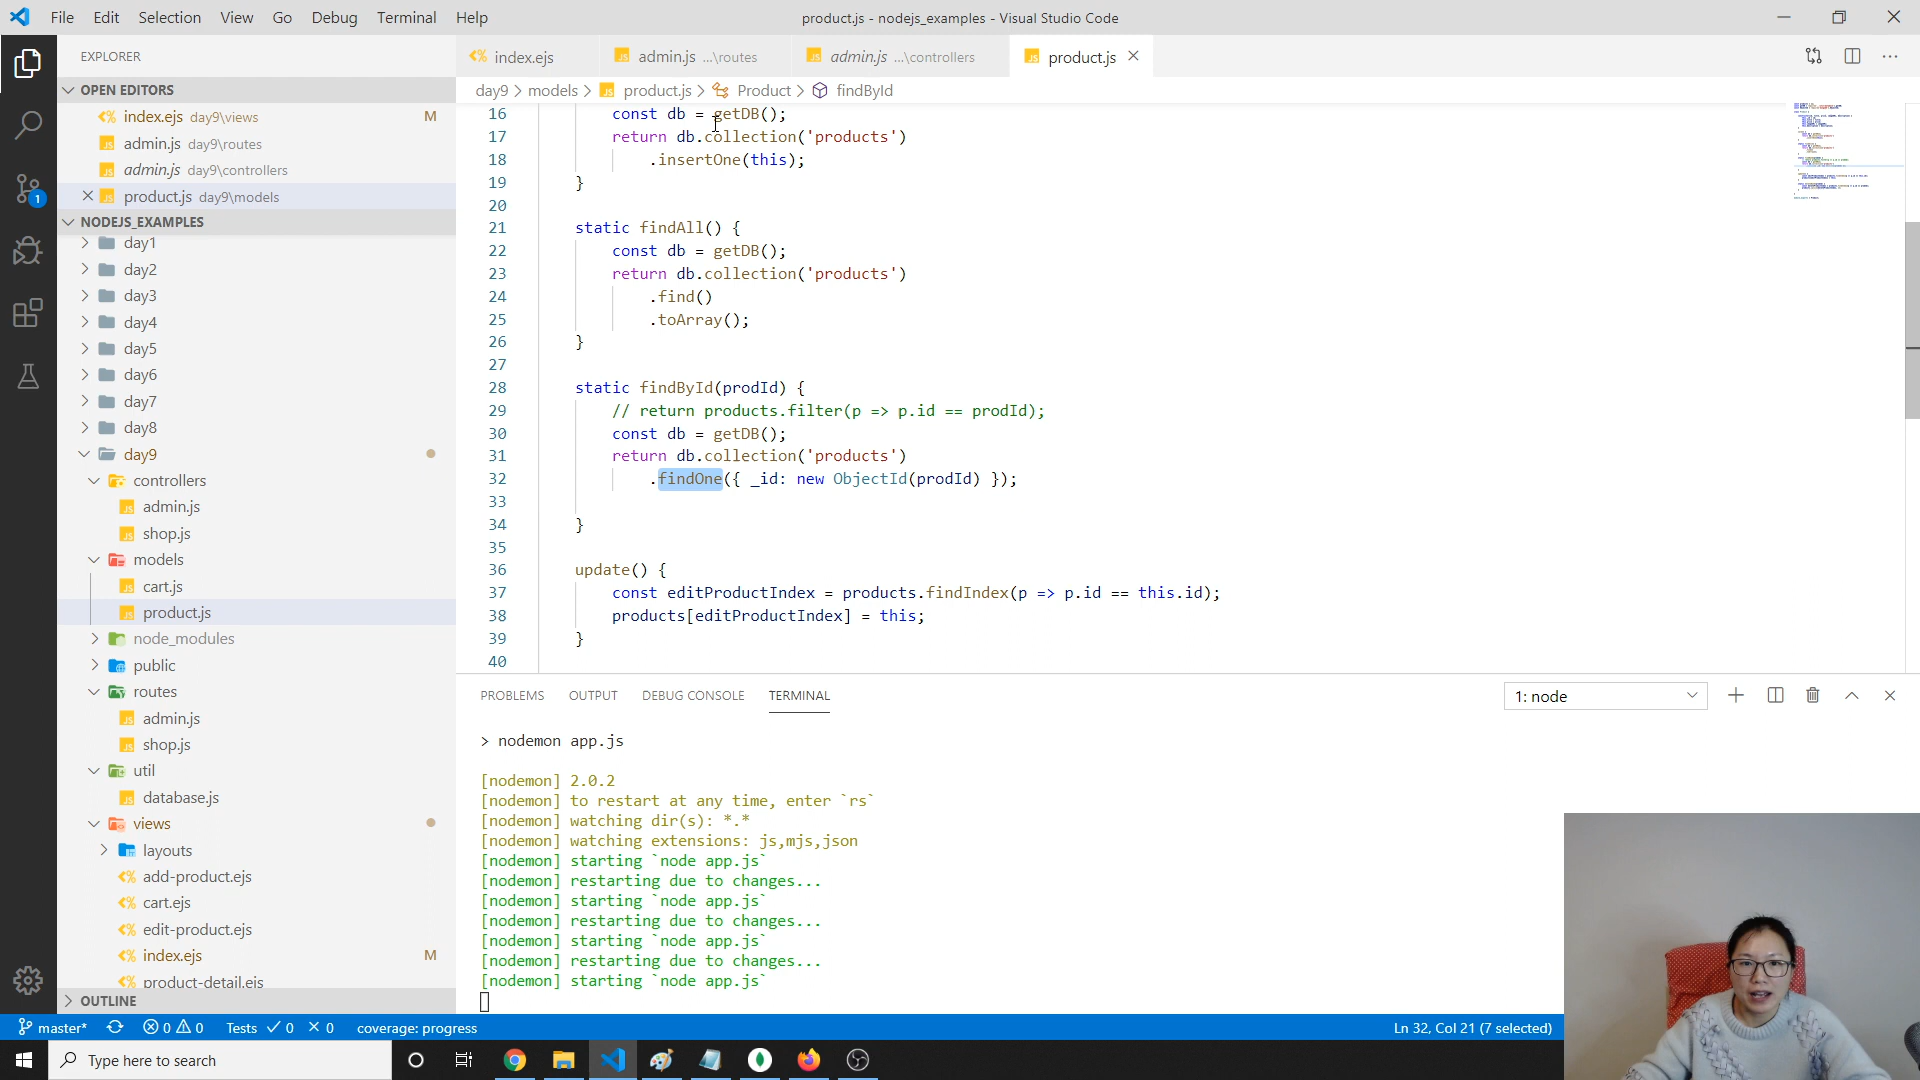 File Edit Selection View Go Debug Terminal Help
product.js - nodejs_examples - Visual Studio Code
EXPLORER
OPEN EDITORS
index.ejs day9\views M
admin.js day9\routes
admin.js day9\controllers
product.js day9\models
NODEJS_EXAMPLES
day1
day2
day3
day4
day5
day6
day7
day8
day9
controllers
admin.js
shop.js
models
cart.js
product.js
node_modules
public
routes
admin.js
shop.js
util
database.js
views
layouts
add-product.ejs
cart.ejs
edit-product.ejs
index.ejs M
product-detail.ejs
OUTLINE
index.ejs admin.js ...\routes admin.js ...\controllers product.js
day9 > models > product.js > Product > findById
16 const db = getDB();
17 return db.collection('products')
18 .insertOne(this);
19 }
20
21 static findAll() {
22 const db = getDB();
23 return db.collection('products')
24 .find()
25 .toArray();
26 }
27
28 static findById(prodId) {
29 // return products.filter(p => p.id == prodId);
30 const db = getDB();
31 return db.collection('products')
32 .findOne({ _id: new ObjectId(prodId) });
33
34 }
35
36 update() {
37 const editProductIndex = products.findIndex(p => p.id == this.id);
38 products[editProductIndex] = this;
39 }
40
PROBLEMS OUTPUT DEBUG CONSOLE TERMINAL
1: node
> nodemon app.js
[nodemon] 2.0.2
[nodemon] to restart at any time, enter `rs`
[nodemon] watching dir(s): *.*
[nodemon] watching extensions: js,mjs,json
[nodemon] starting `node app.js`
[nodemon] restarting due to changes...
[nodemon] starting `node app.js`
[nodemon] restarting due to changes...
[nodemon] starting `node app.js`
[nodemon] restarting due to changes...
[nodemon] starting `node app.js`
1
master* 0 0 Tests 0 0 coverage: progress
Ln 32, Col 21 (7 selected)
Type here to search